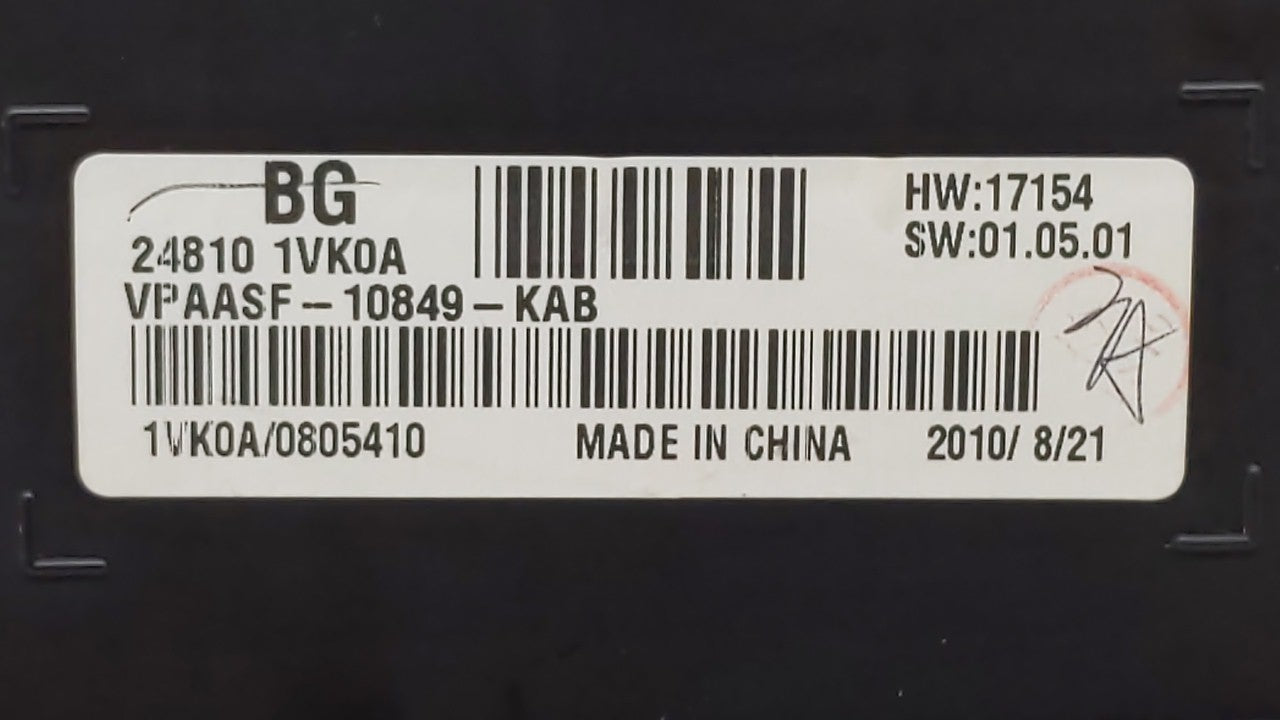 BG
24810 1VK0A
HW:17154
SW:01.05.01
VPAASF-10849-KAB
1VK0A/0805410 MADE IN CHINA 2010/ 8/21